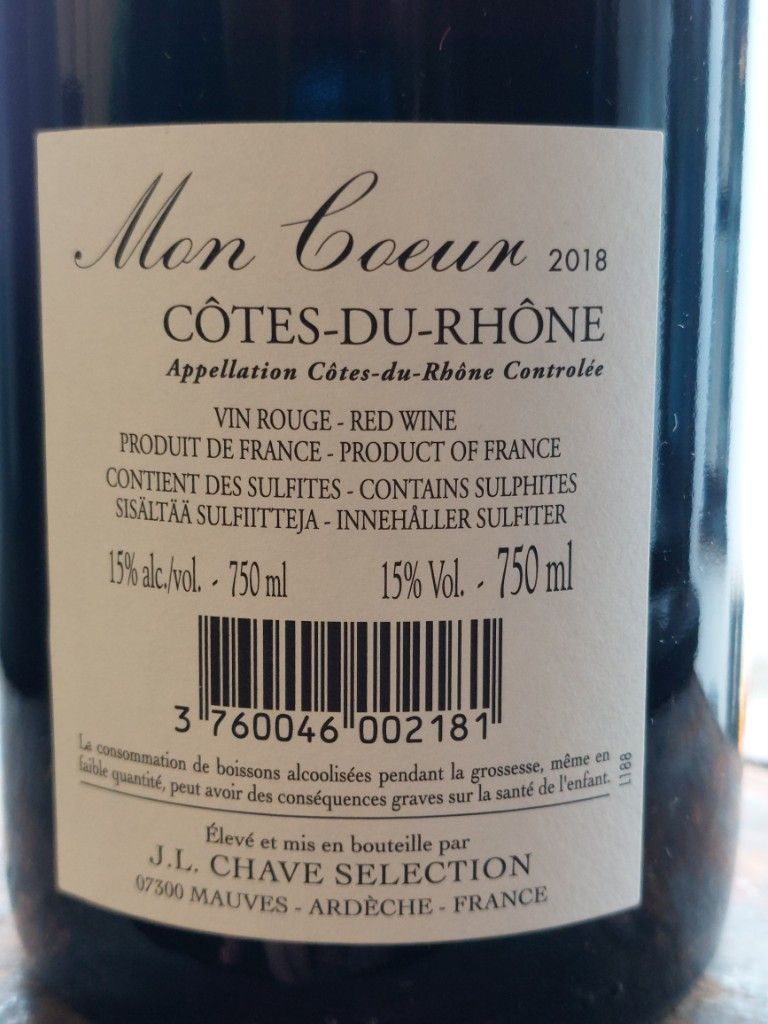 Mon Coeur 2018
CÔTES-DU-RHÔNE
Appellation Côtes-du-Rhône Controlée
VIN ROUGE - RED WINE
PRODUIT DE FRANCE - PRODUCT OF FRANCE
CONTIENT DES SULFITES - CONTAINS SULPHITES
SISÄLTÄÄ SULFIITTEJA - INNEHÅLLER SULFITER
15% alc./vol. - 750 ml 15% Vol. - 750 ml
3 760046 002181
La consommation de boissons alcoolisées pendant la grossesse, même en
faible quantité, peut avoir des conséquences graves sur la santé de l'enfant.
L188
Élevé et mis en bouteille par
J.L. CHAVE SELECTION
07300 MAUVES - ARDÈCHE - FRANCE